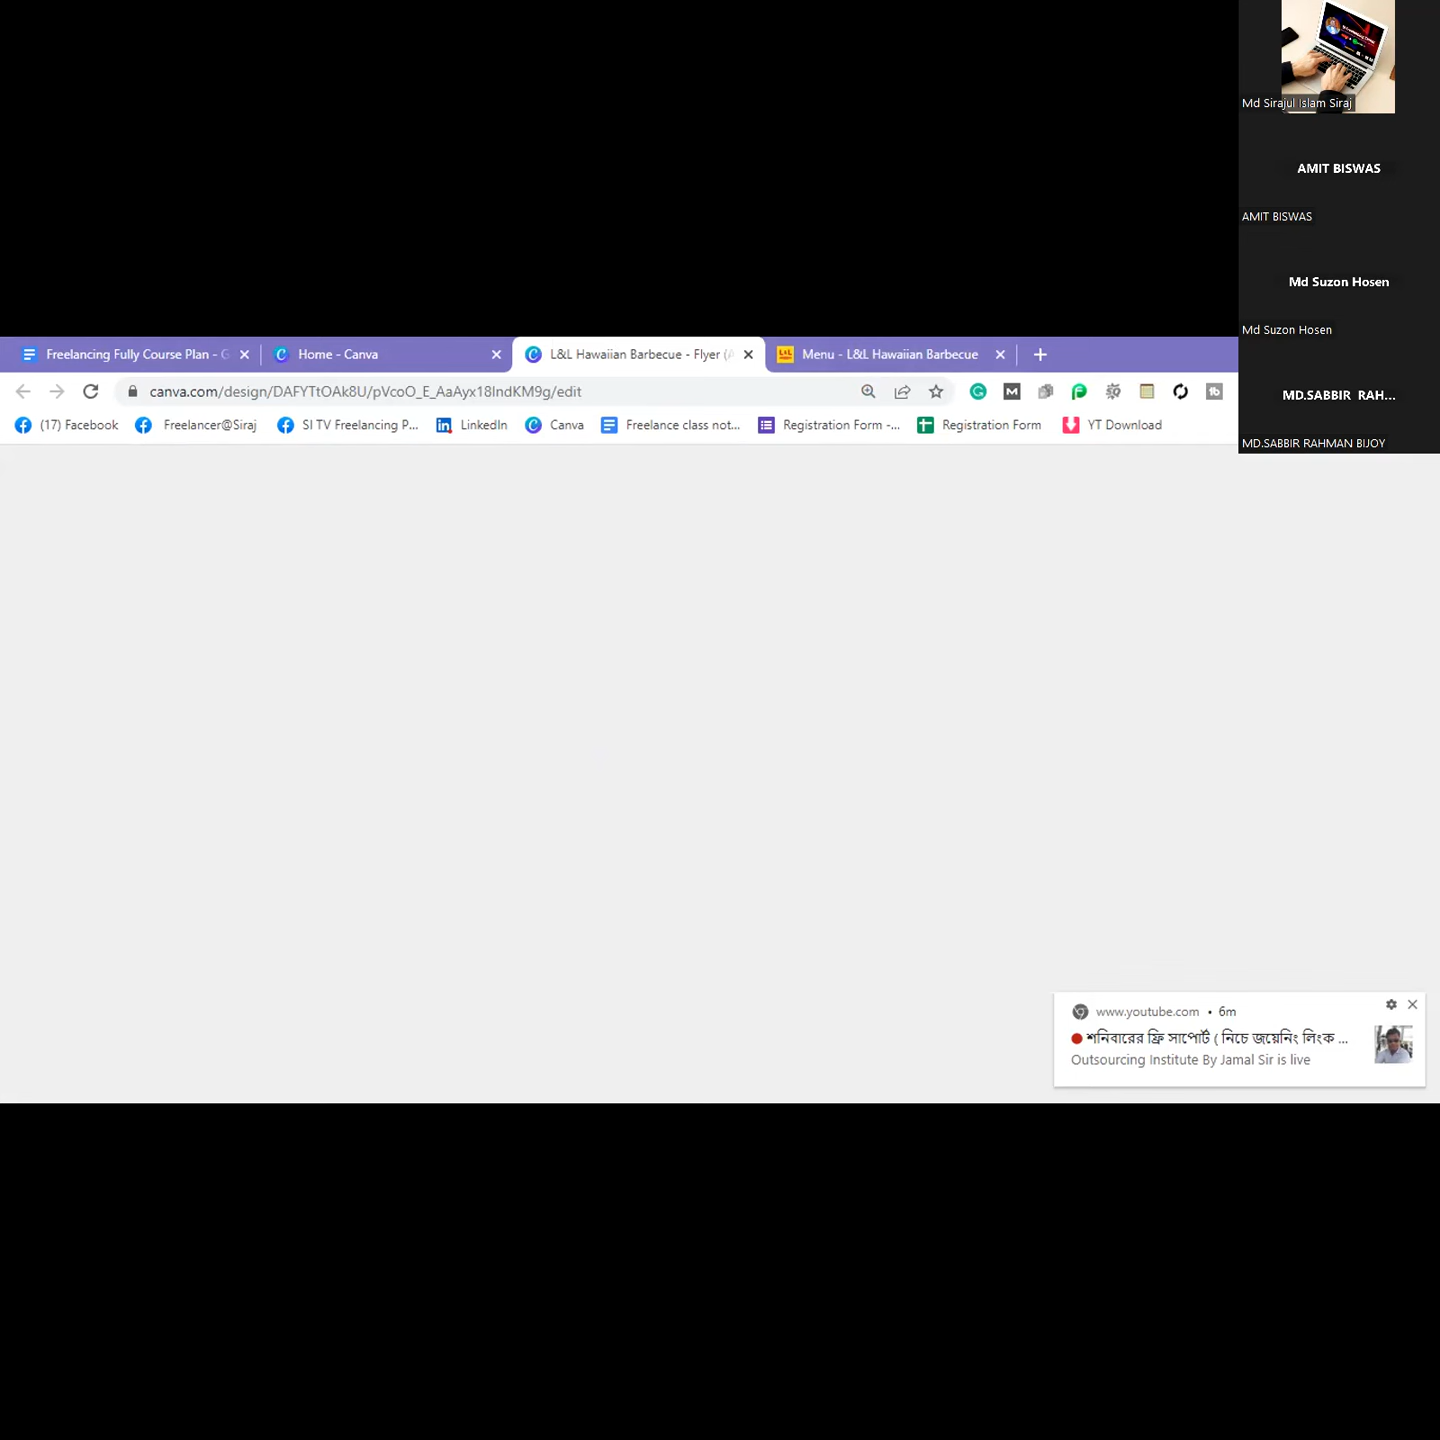 Md Sirajul Islam Siraj
AMIT BISWAS
AMIT BISWAS
Md Suzon Hosen
Md Suzon Hosen
MD.SABBIR RAH...
MD.SABBIR RAHMAN BIJOY
Freelancing Fully Course Plan - G
Home - Canva
L&L Hawaiian Barbecue - Flyer (A
L&L
Menu - L&L Hawaiian Barbecue
canva.com/design/DAFYTtOAk8U/pVcoO_E_AaAyx18IndKM9g/edit
(17) Facebook
Freelancer@Siraj
SI TV Freelancing P...
LinkedIn
Canva
Freelance class not...
Registration Form -...
Registration Form
YT Download
www.youtube.com • 6m
শনিবারের ফ্রি সাপোর্ট ( নিচে জয়েনিং লিংক ...
Outsourcing Institute By Jamal Sir is live